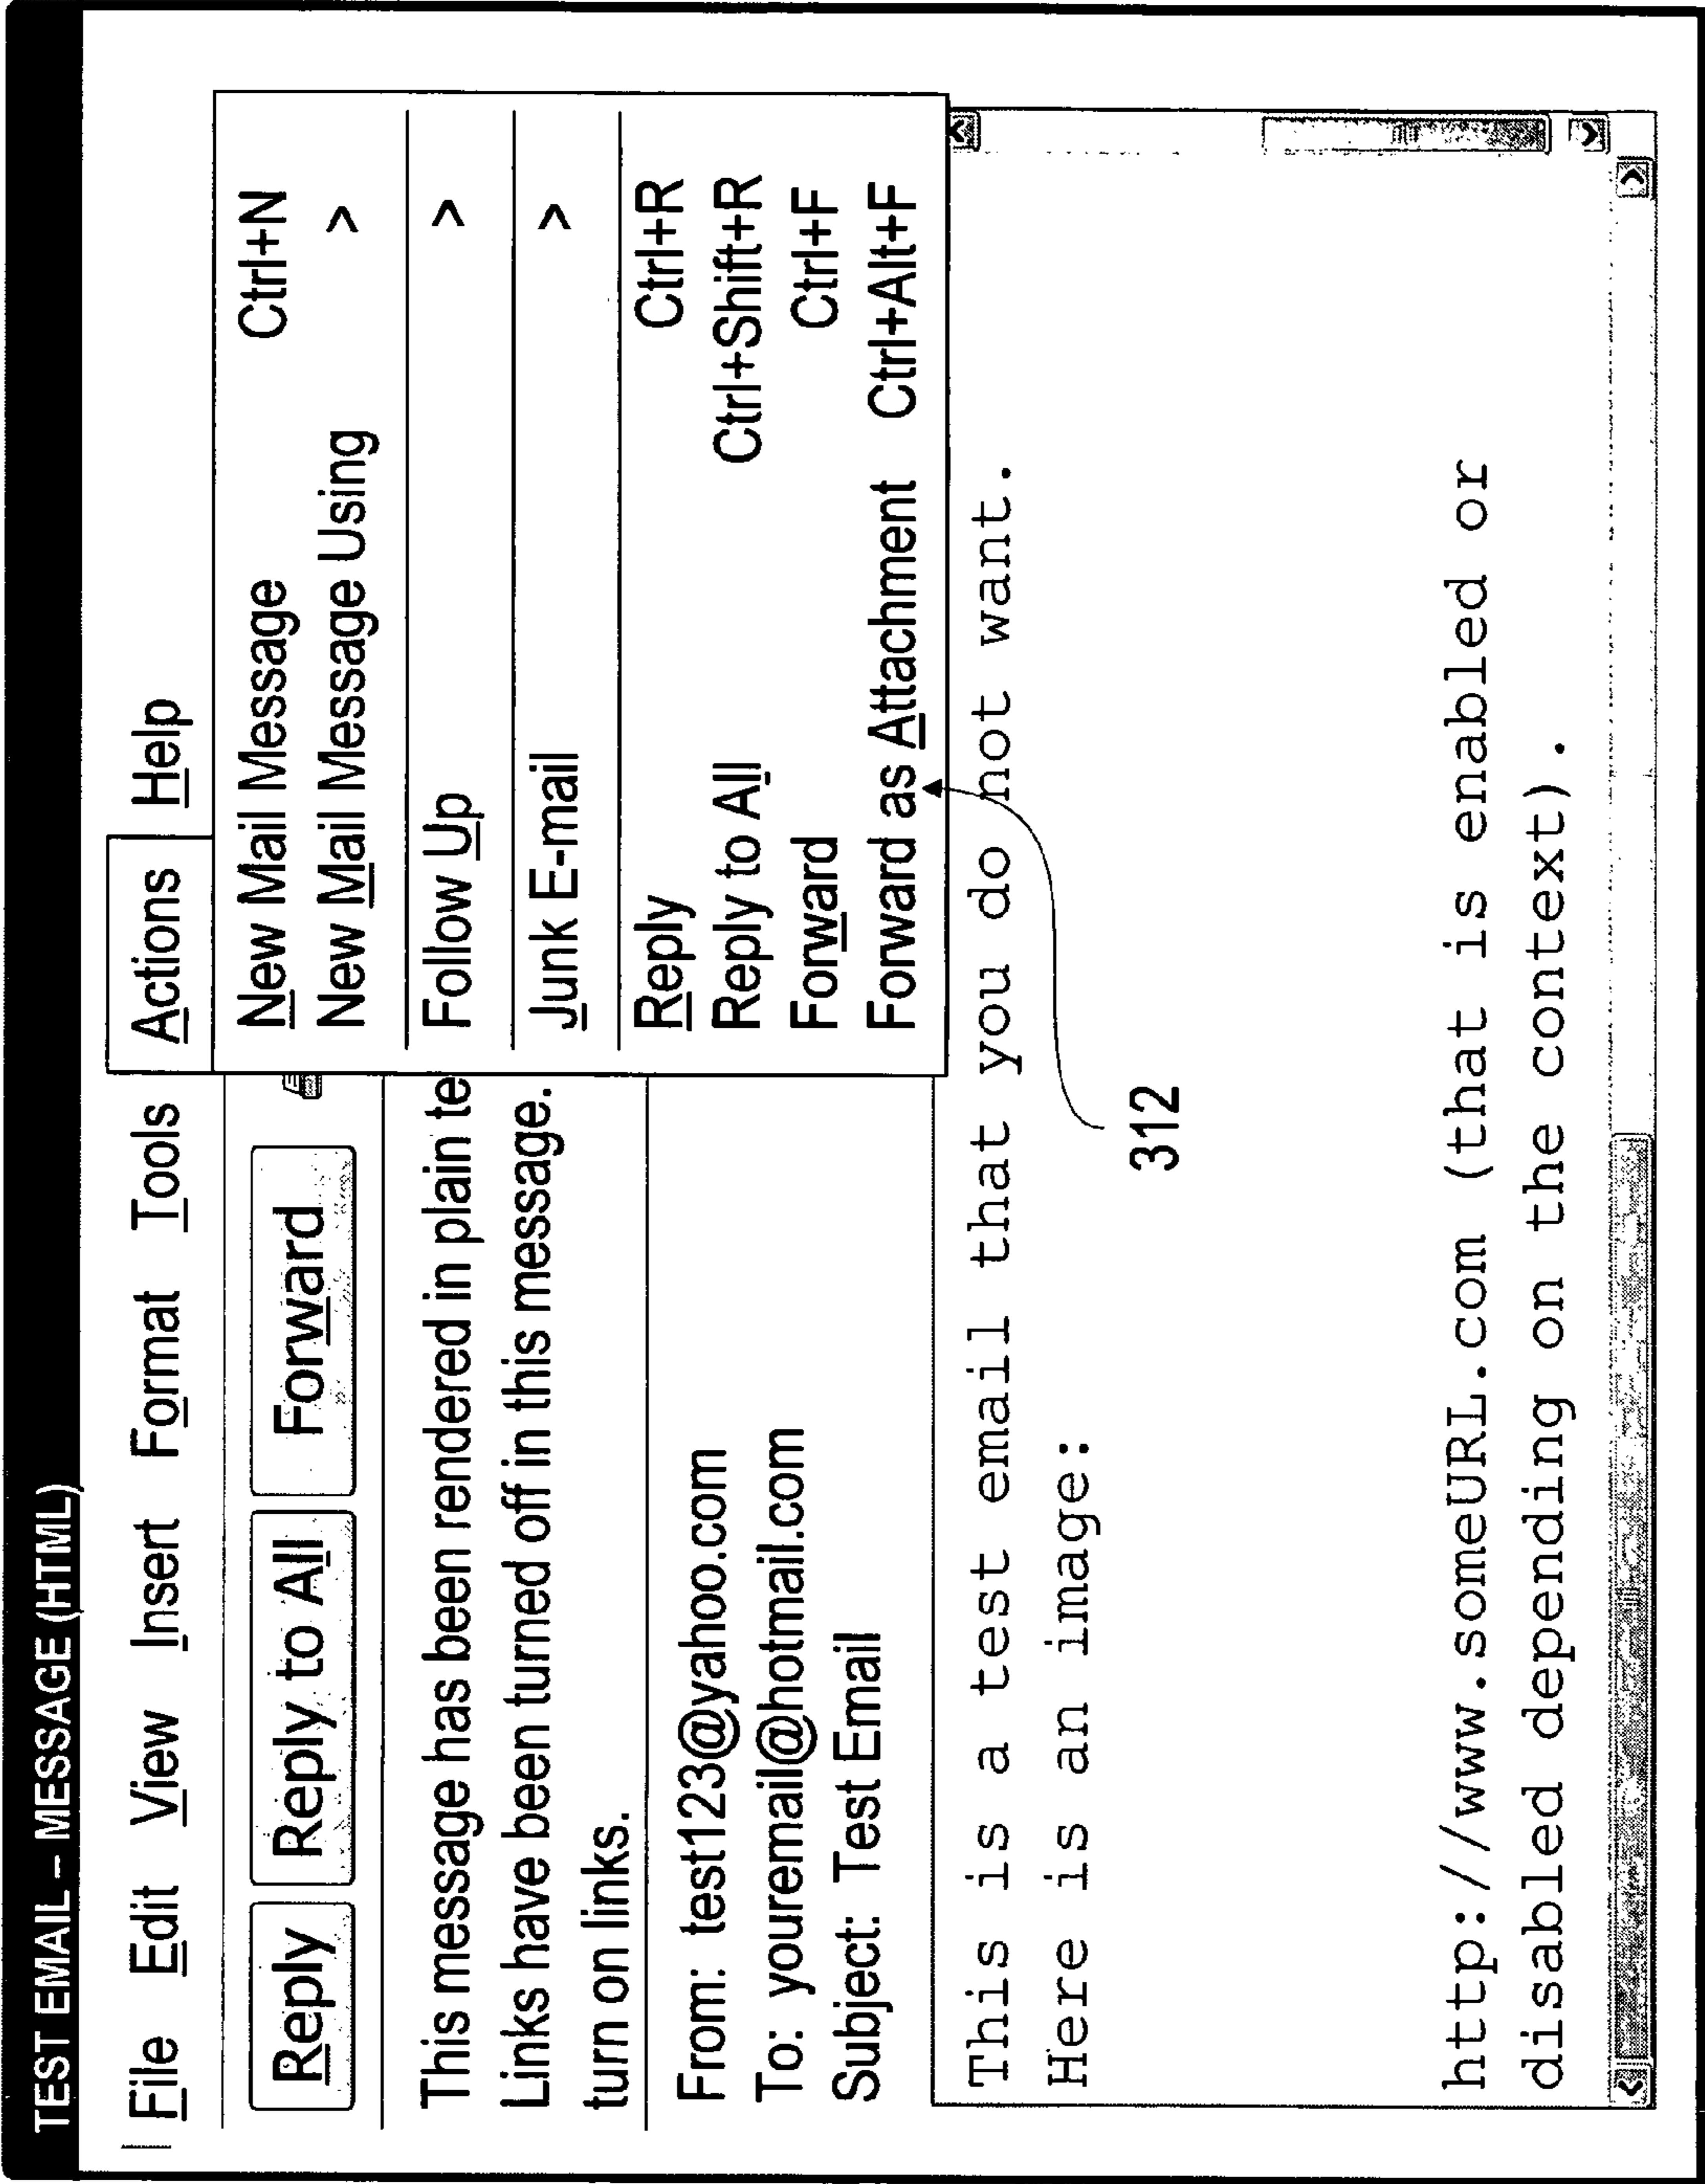 TEST EMAIL – MESSAGE (HTML)
File Edit View Insert Format Tools Actions Help
Reply Reply to All Forward
New Mail Message Ctrl+N
New Mail Message Using >
Follow Up >
Junk E-mail >
Reply Ctrl+R
Reply to All Ctrl+Shift+R
Forward Ctrl+F
Forward as Attachment Ctrl+Alt+F
This message has been rendered in plain te
Links have been turned off in this message.
turn on links.
From: test123@yahoo.com
To: youremail@hotmail.com
Subject: Test Email
This is a test email that you do not want.
Here is an image:
312
http://www.someURL.com (that is enabled or
disabled depending on the context).